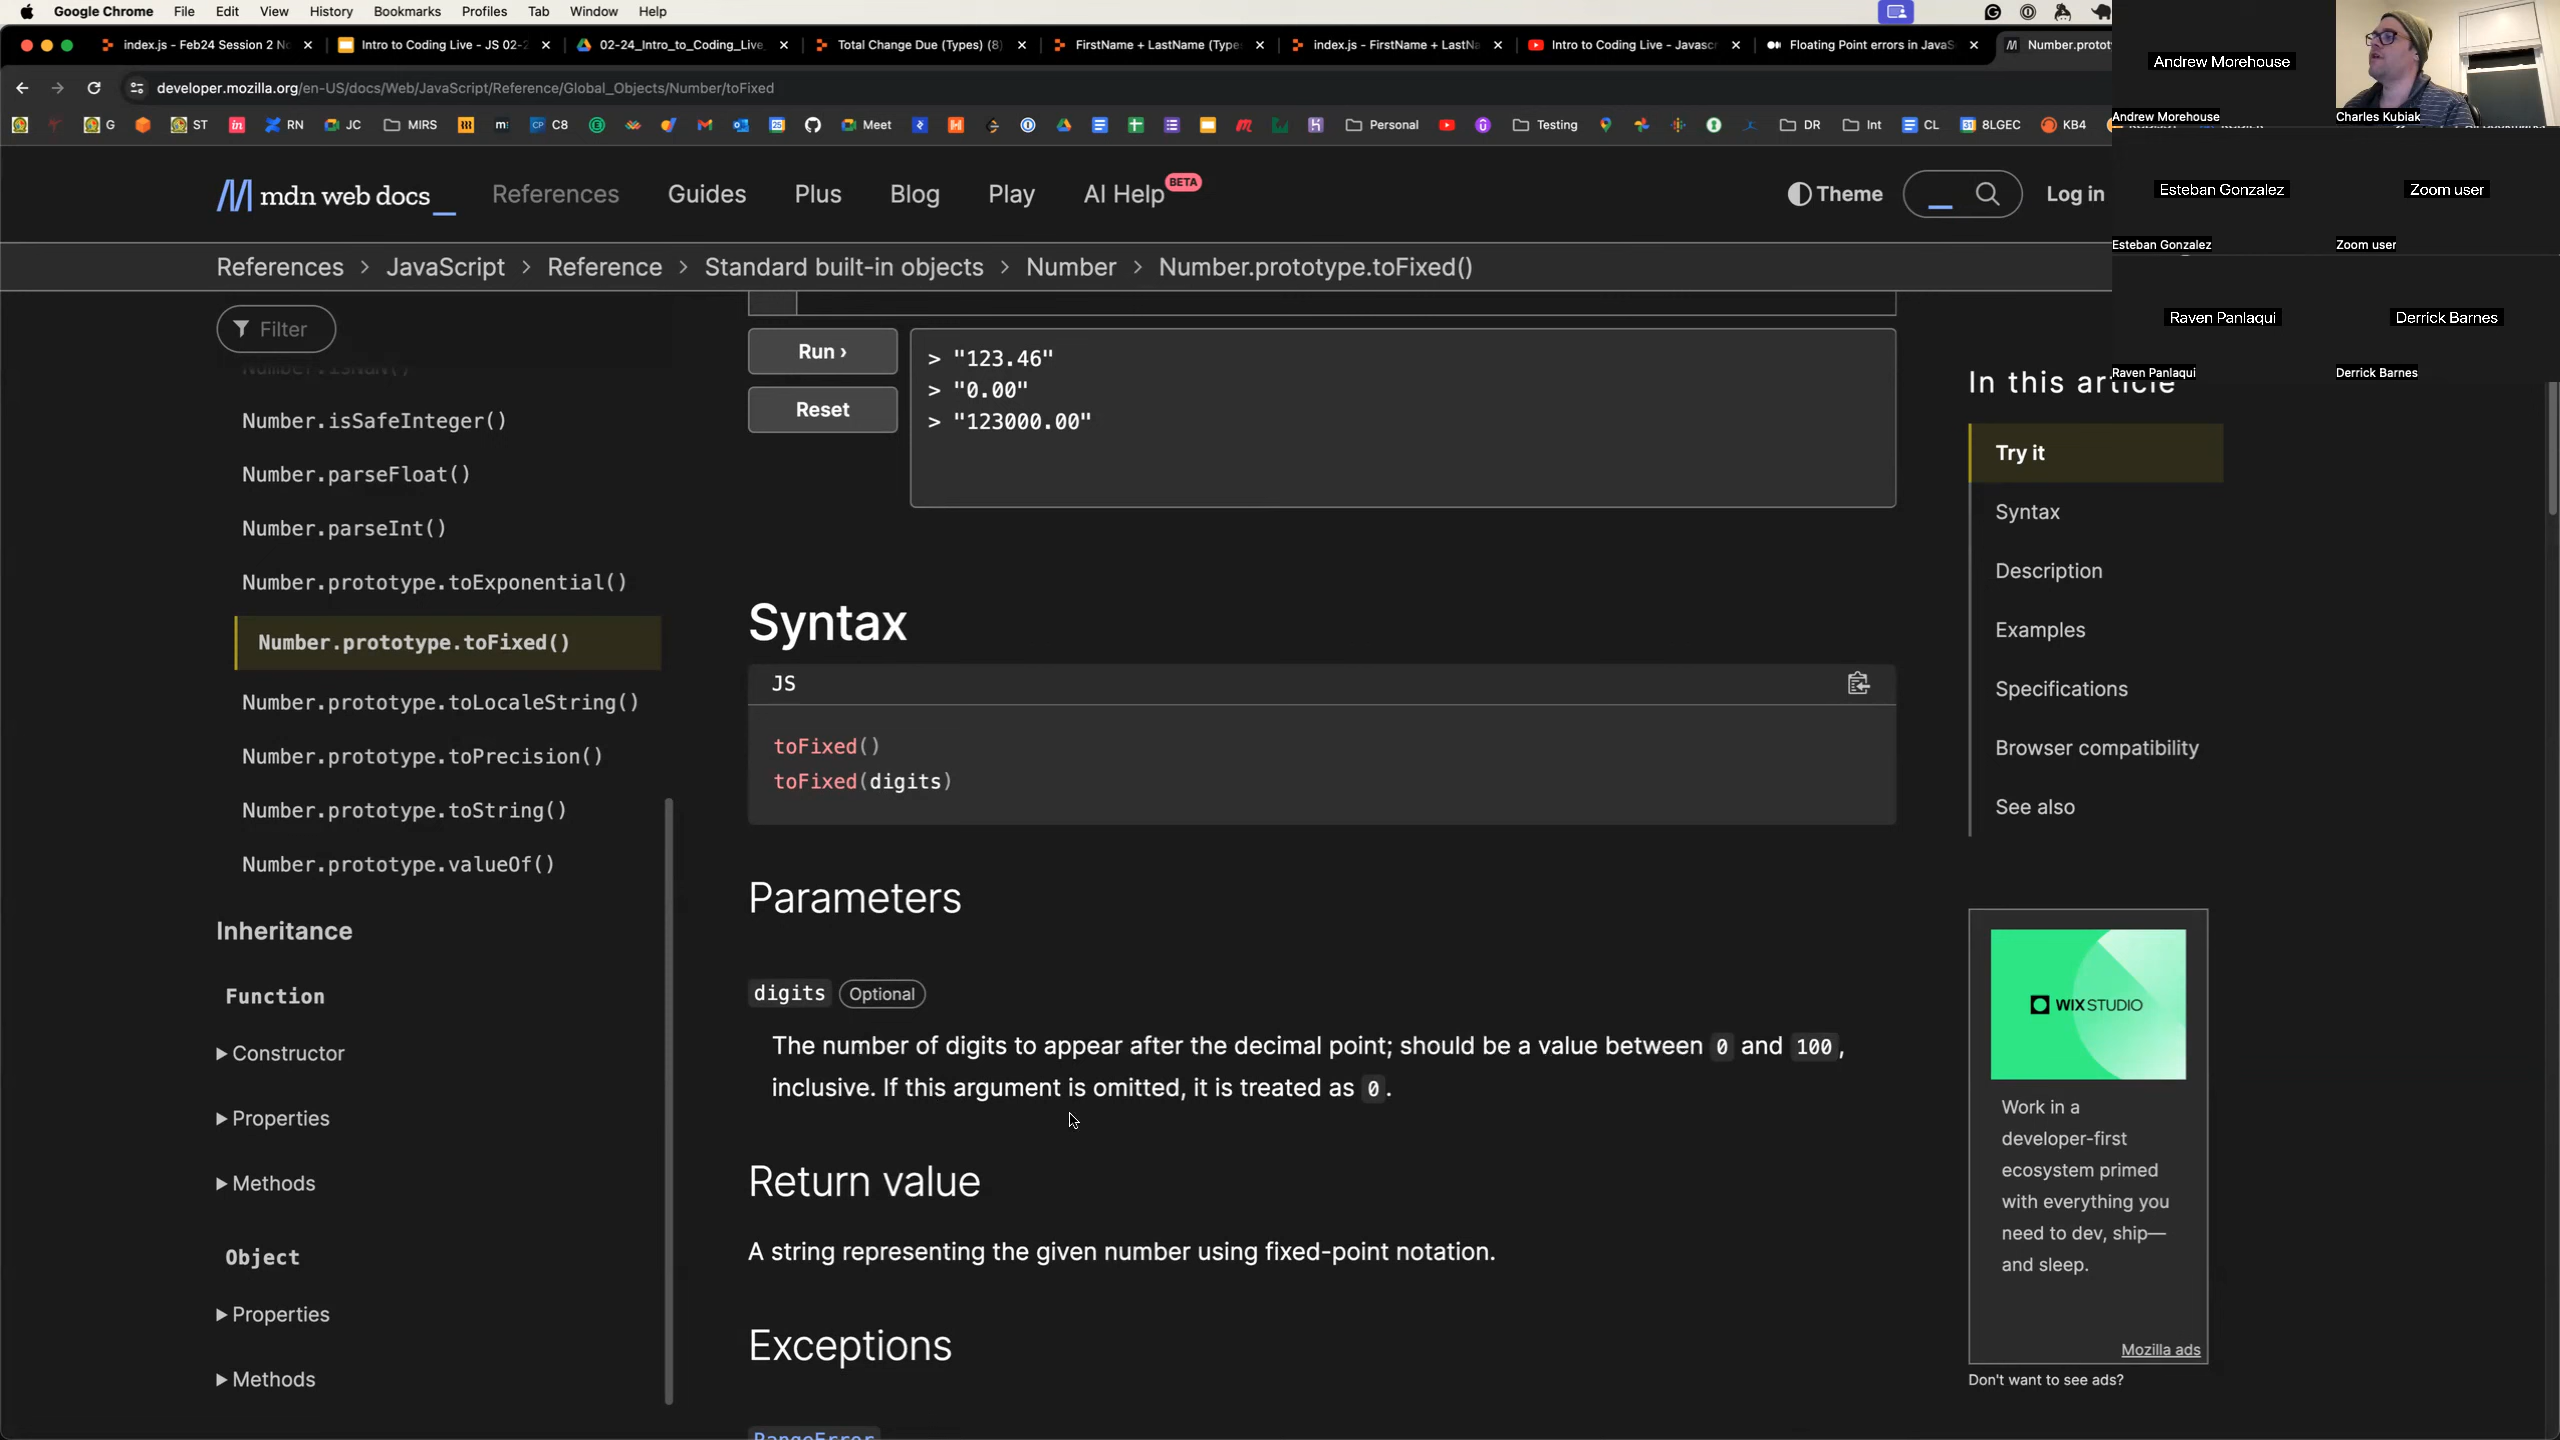 Google Chrome File Edit View History Bookmarks Profiles Tab Window Help
index.js - Feb24 Session 2 No
Intro to Coding Live - JS 02-2
02-24_Intro_to_Coding_Live
Total Change Due (Types) (8)
FirstName + LastName (Type
index.js - FirstName + LastNa
Intro to Coding Live - Javasc
Floating Point errors in JavaS
Number.protot
developer.mozilla.org/en-US/docs/Web/JavaScript/Reference/Global_Objects/Number/toFixed
G ST RN JC MIRS C8 Meet Personal Testing DR Int CL 8LGEC KB4
Andrew Morehouse
Andrew Morehouse
Charles Kubiak
Esteban Gonzalez
Esteban Gonzalez
Zoom user
Zoom user
Raven Panlaqui
Raven Panlaqui
Derrick Barnes
Derrick Barnes
mdn web docs
References Guides Plus Blog Play AI Help BETA
Theme
Log in
References > JavaScript > Reference > Standard built-in objects > Number > Number.prototype.toFixed()
Filter
Number.isNaN()
Number.isSafeInteger()
Number.parseFloat()
Number.parseInt()
Number.prototype.toExponential()
Number.prototype.toFixed()
Number.prototype.toLocaleString()
Number.prototype.toPrecision()
Number.prototype.toString()
Number.prototype.valueOf()
Inheritance
Function
Constructor
Properties
Methods
Object
Properties
Methods
Run ›
Reset
> "123.46"
> "0.00"
> "123000.00"
Syntax
JS
toFixed()
toFixed(digits)
Parameters
digits Optional
The number of digits to appear after the decimal point; should be a value between 0 and 100,
inclusive. If this argument is omitted, it is treated as 0.
Return value
A string representing the given number using fixed-point notation.
Exceptions
RangeError
In this article
Try it
Syntax
Description
Examples
Specifications
Browser compatibility
See also
WIX STUDIO
Work in a
developer-first
ecosystem primed
with everything you
need to dev, ship—
and sleep.
Mozilla ads
Don't want to see ads?